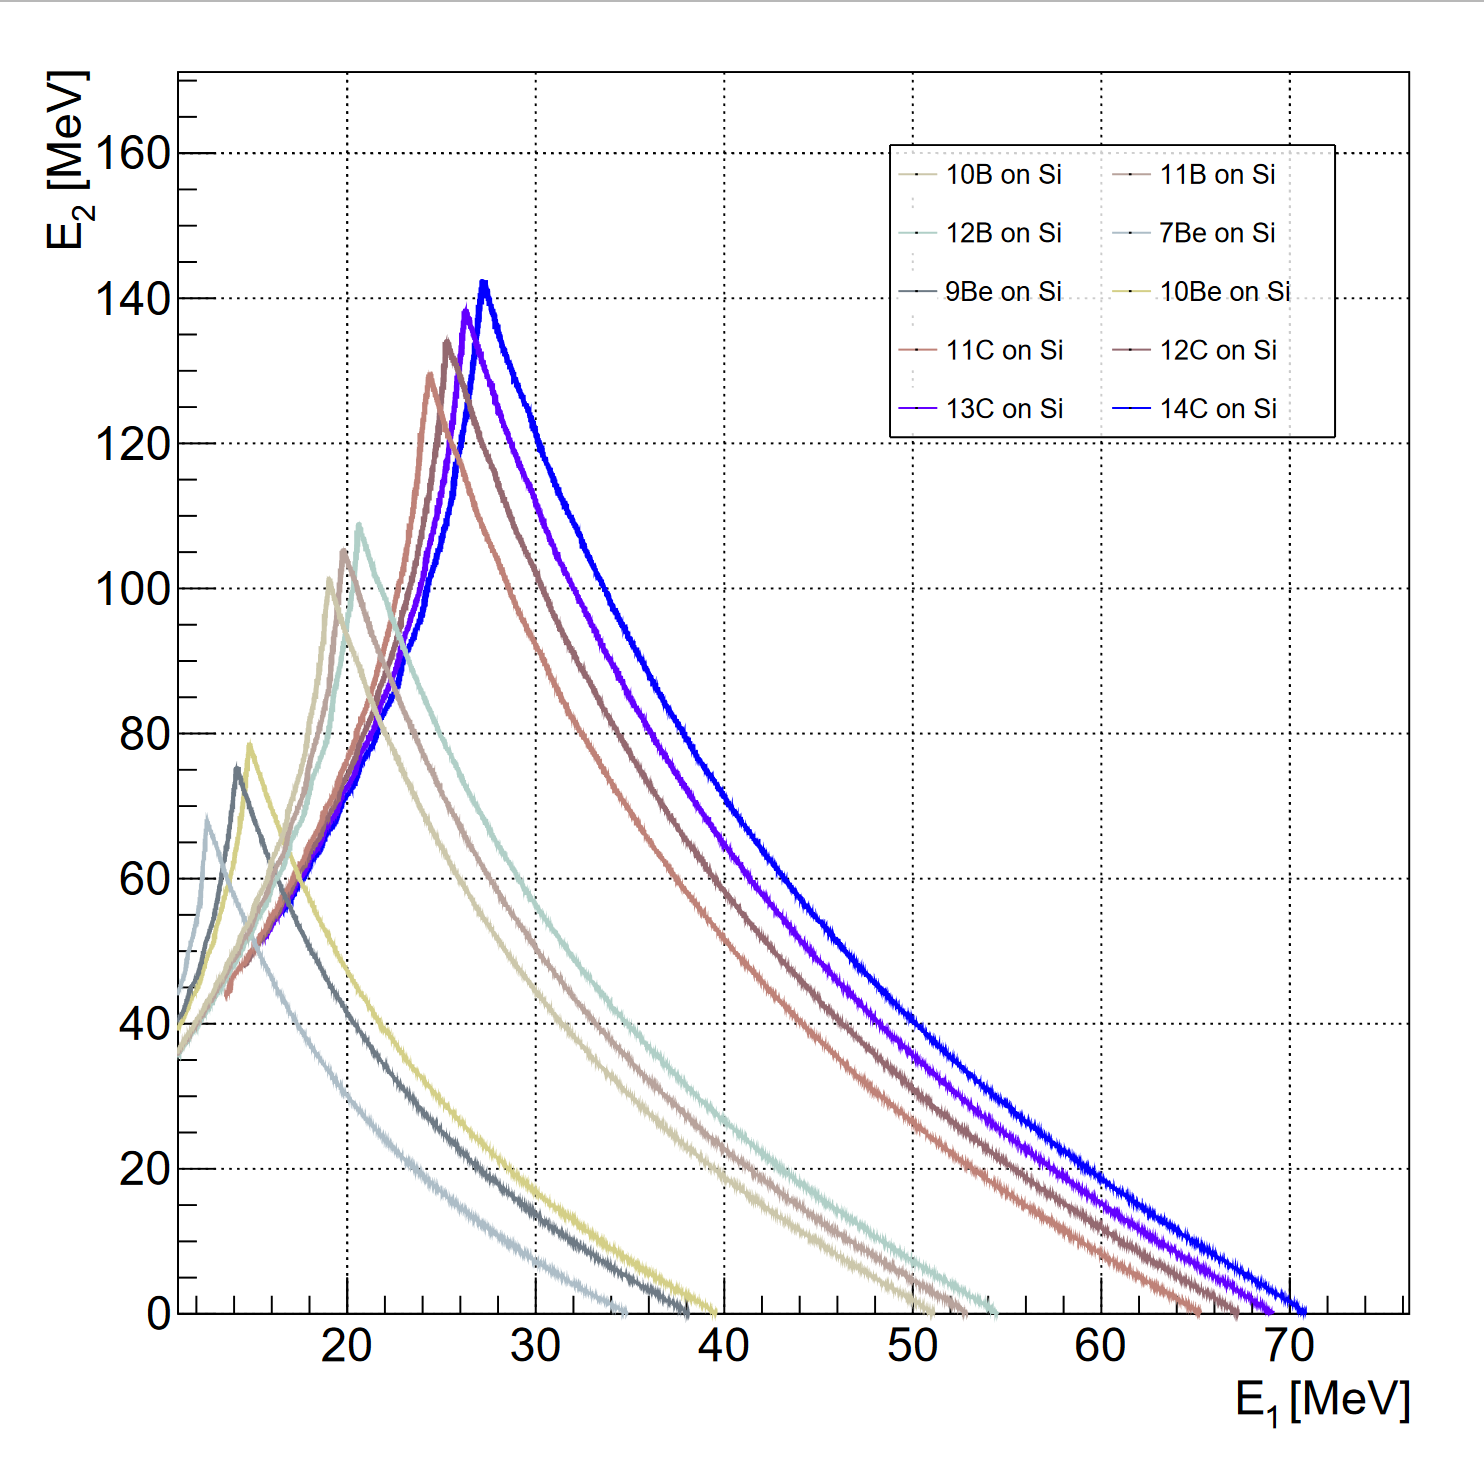 E2 [MeV]
160
140
120
100
80
60
40
20
0
10B on Si
11B on Si
12B on Si
7Be on Si
9Be on Si
10Be on Si
11C on Si
12C on Si
13C on Si
14C on Si
20 30 40 50 60 70
E1 [MeV]